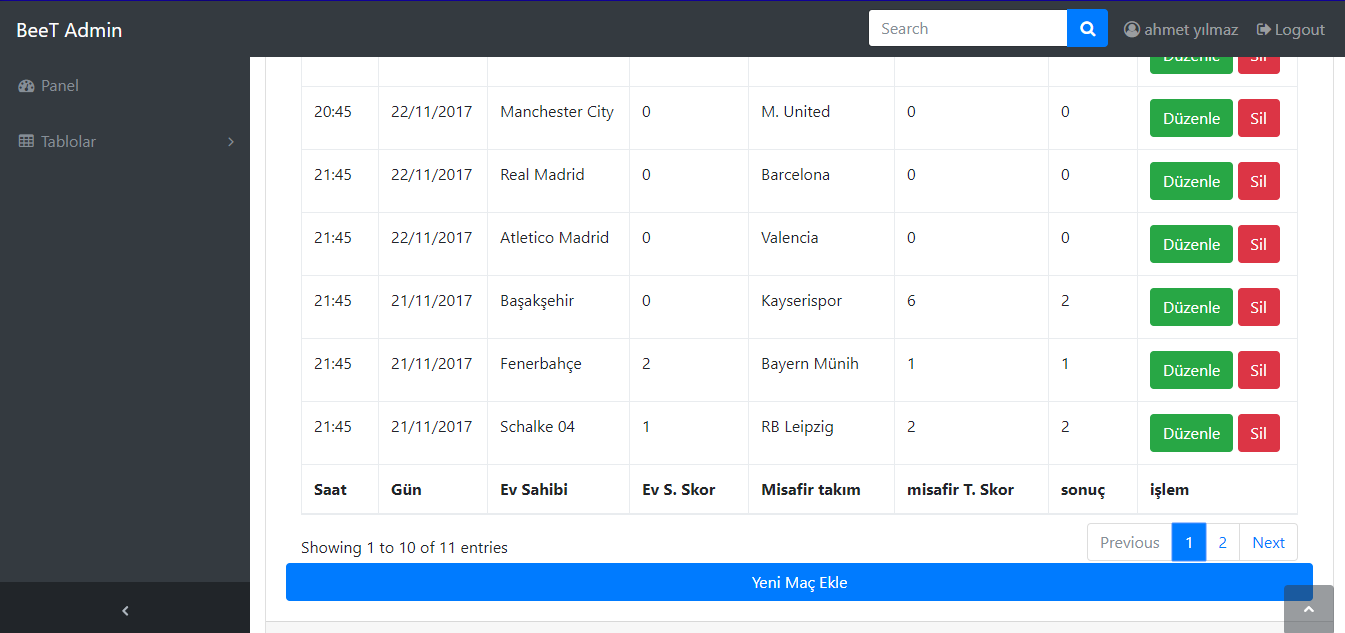 BeeT Admin
Search
ahmet yılmaz
Logout
Panel
Tablolar
Düzenle Sil
20:45 22/11/2017 Manchester City 0 M. United 0 0 Düzenle Sil
21:45 22/11/2017 Real Madrid 0 Barcelona 0 0 Düzenle Sil
21:45 22/11/2017 Atletico Madrid 0 Valencia 0 0 Düzenle Sil
21:45 21/11/2017 Başakşehir 0 Kayserispor 6 2 Düzenle Sil
21:45 21/11/2017 Fenerbahçe 2 Bayern Münih 1 1 Düzenle Sil
21:45 21/11/2017 Schalke 04 1 RB Leipzig 2 2 Düzenle Sil
Saat Gün Ev Sahibi Ev S. Skor Misafir takım misafir T. Skor sonuç işlem
Showing 1 to 10 of 11 entries
Previous 1 2 Next
Yeni Maç Ekle